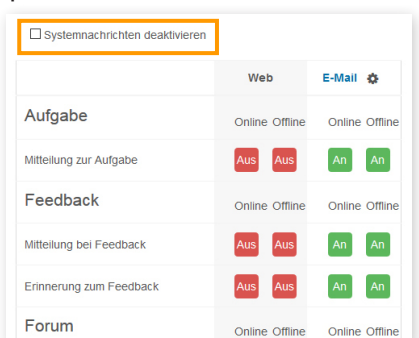 Systemnachrichten deaktivieren
Web E-Mail
Aufgabe Online Offline Online Offline
Mitteilung zur Aufgabe Aus Aus An An
Feedback Online Offline Online Offline
Mitteilung bei Feedback Aus Aus An An
Erinnerung zum Feedback Aus Aus An An
Forum Online Offline Online Offline